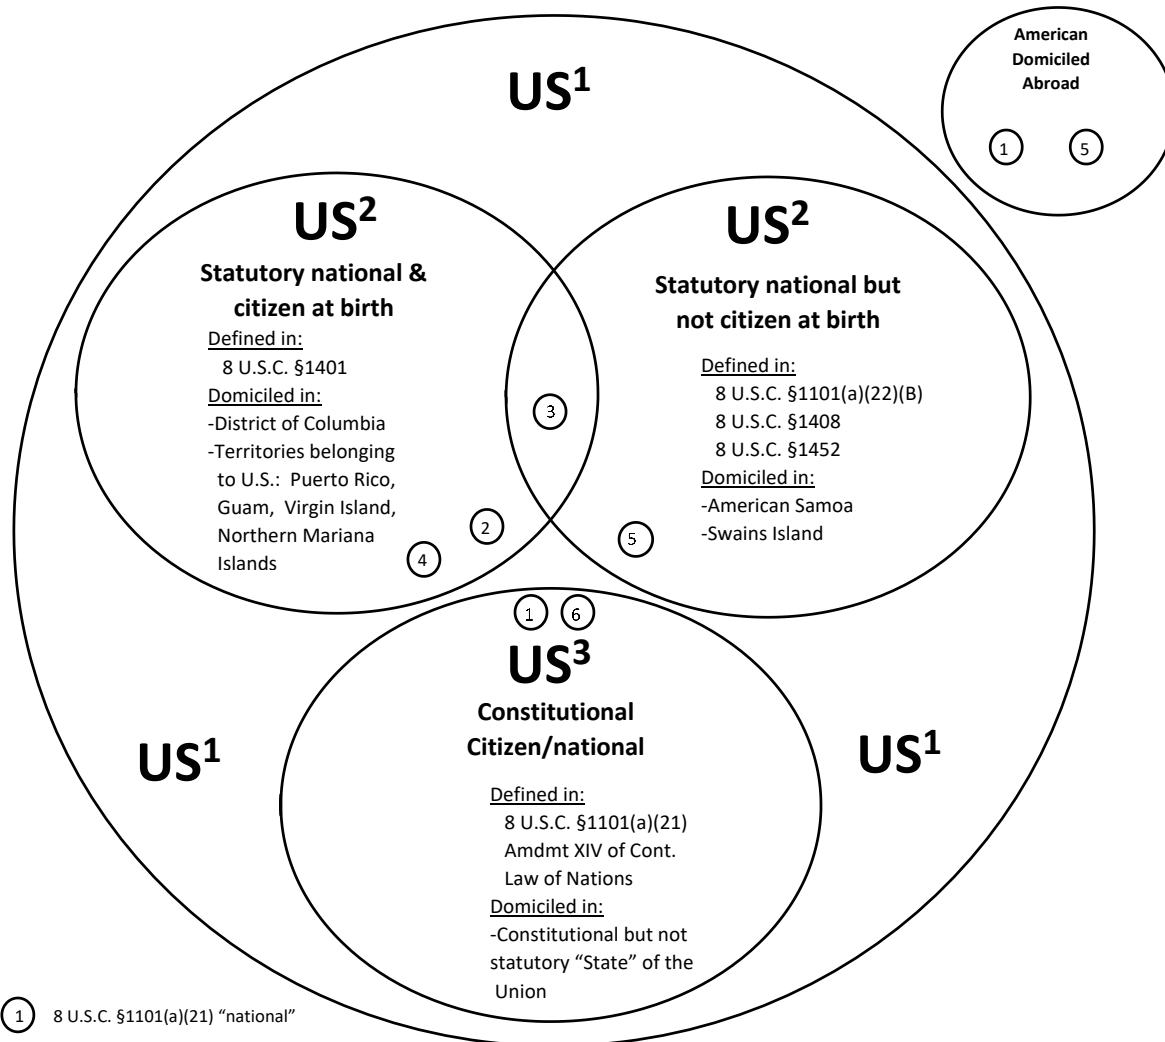 US¹
American
Domiciled
Abroad
1
5
US²
Statutory national &
citizen at birth
Defined in:
8 U.S.C. §1401
Domiciled in:
-District of Columbia
-Territories belonging
to U.S.: Puerto Rico,
Guam, Virgin Island,
Northern Mariana
Islands
4
2
3
US²
Statutory national but
not citizen at birth
Defined in:
8 U.S.C. §1101(a)(22)(B)
8 U.S.C. §1408
8 U.S.C. §1452
Domiciled in:
-American Samoa
-Swains Island
5
1
6
US³
Constitutional
Citizen/national
Defined in:
8 U.S.C. §1101(a)(21)
Amdmt XIV of Cont.
Law of Nations
Domiciled in:
-Constitutional but not
statutory “State” of the
Union
US¹
US¹
1 8 U.S.C. §1101(a)(21) “national”